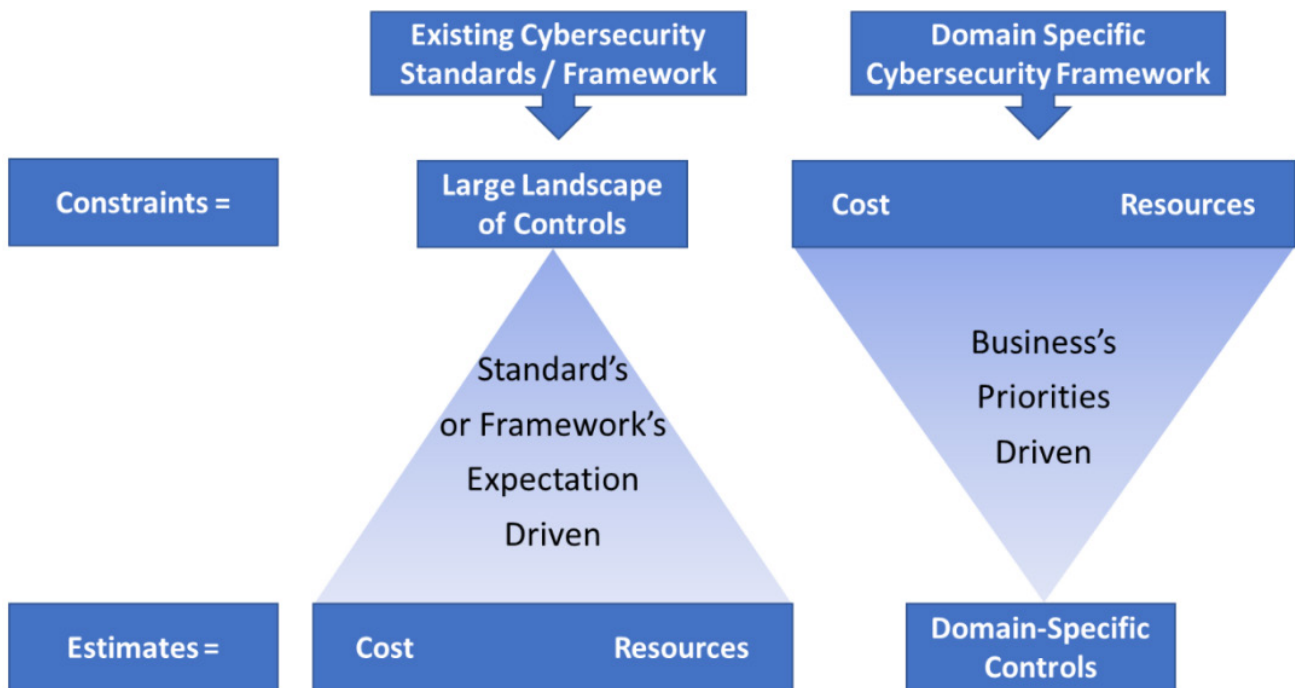 Existing Cybersecurity
Standards / Framework
Domain Specific
Cybersecurity Framework
Constraints =
Large Landscape
of Controls
Cost
Resources
Standard’s
or Framework’s
Expectation
Driven
Business’s
Priorities
Driven
Estimates =
Cost
Resources
Domain-Specific
Controls